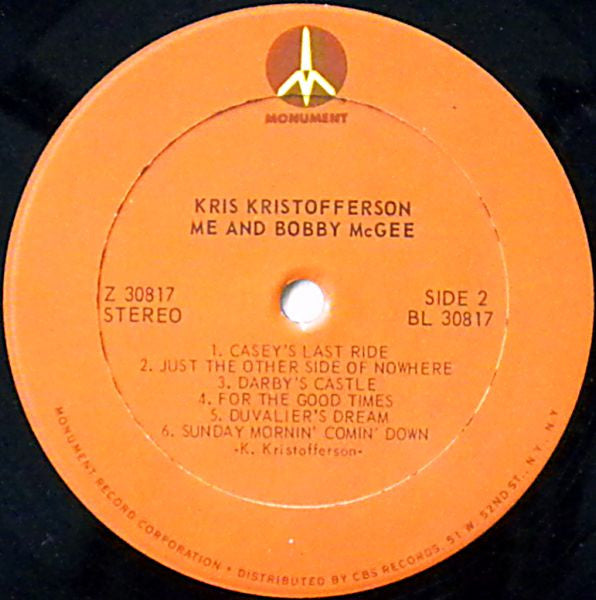 MONUMENT
KRIS KRISTOFFERSON
ME AND BOBBY McGEE
Z 30817
STEREO
SIDE 2
BL 30817
1. CASEY'S LAST RIDE
2. JUST THE OTHER SIDE OF NOWHERE
3. DARBY'S CASTLE
4. FOR THE GOOD TIMES
5. DUVALIER'S DREAM
6. SUNDAY MORNIN' COMIN' DOWN
-K. Kristofferson-
MONUMENT RECORD CORPORATION • DISTRIBUTED BY CBS RECORDS, 51 W. 52ND ST., N.Y., N.Y.